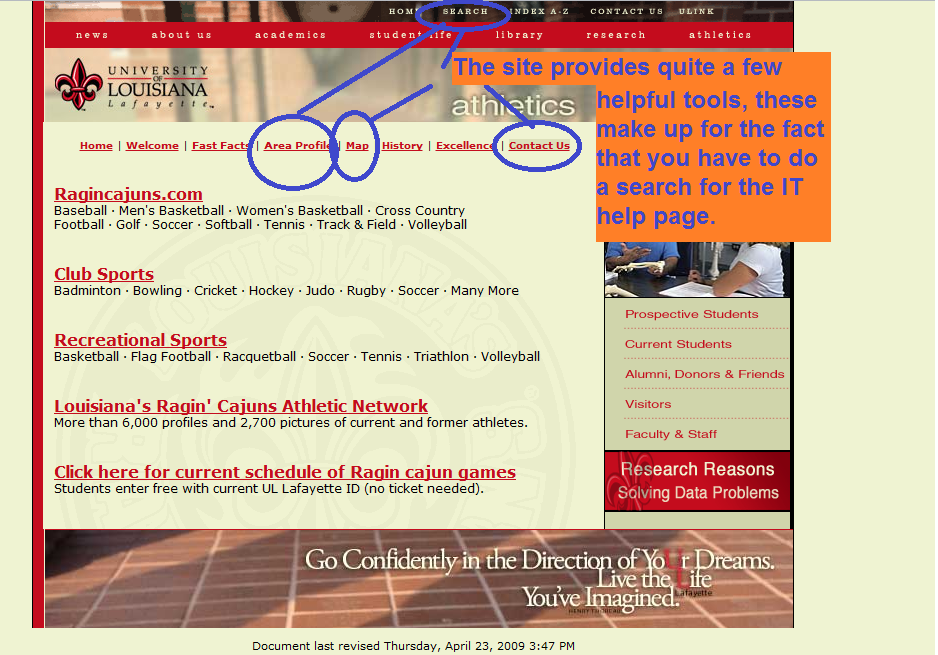 HOME SEARCH INDEX A-Z CONTACT US ULINK
news about us academics student life library research athletics
UNIVERSITY
OF
LOUISIANA
Lafayette™
athletics
The site provides quite a few
helpful tools, these
make up for the fact
that you have to do
a search for the IT
help page.
Home | Welcome | Fast Facts | Area Profile | Map | History | Excellence | Contact Us
Ragincajuns.com
Baseball · Men's Basketball · Women's Basketball · Cross Country
Football · Golf · Soccer · Softball · Tennis · Track & Field · Volleyball
Club Sports
Badminton · Bowling · Cricket · Hockey · Judo · Rugby · Soccer · Many More
Recreational Sports
Basketball · Flag Football · Racquetball · Soccer · Tennis · Triathlon · Volleyball
Louisiana's Ragin' Cajuns Athletic Network
More than 6,000 profiles and 2,700 pictures of current and former athletes.
Click here for current schedule of Ragin cajun games
Students enter free with current UL Lafayette ID (no ticket needed).
Prospective Students
Current Students
Alumni, Donors & Friends
Visitors
Faculty & Staff
Research Reasons
Solving Data Problems
Go Confidently in the Direction of YoUr Dreams.
Live the Life
Lafayette
You've Imagined.
HENRY THOREAU
Document last revised Thursday, April 23, 2009 3:47 PM